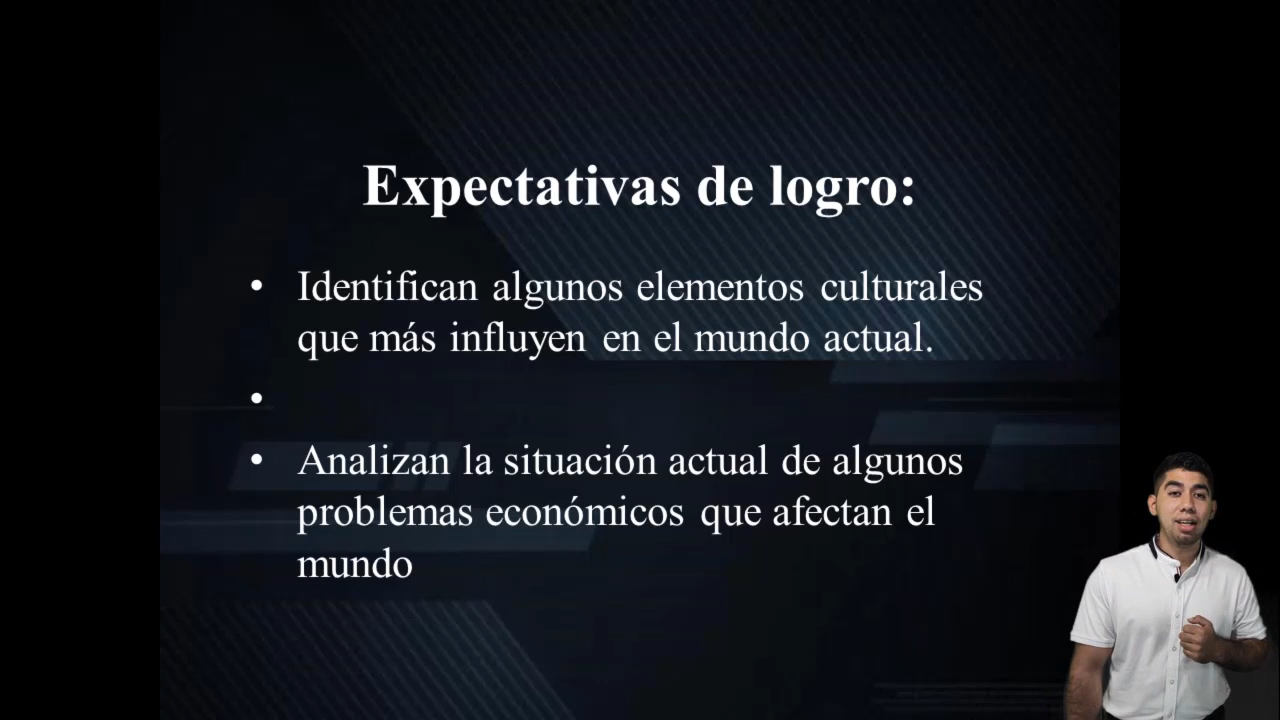 Expectativas de logro:
• Identifican algunos elementos culturales
que más influyen en el mundo actual.
•
• Analizan la situación actual de algunos
problemas económicos que afectan el
mundo